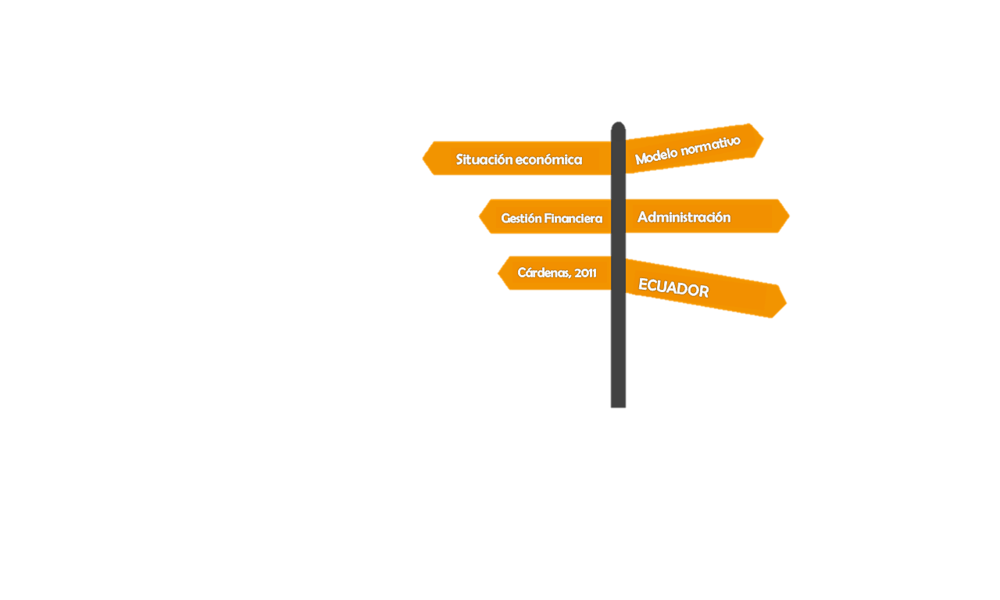 Situación económica
Modelo normativo
Gestión Financiera
Administración
Cárdenas, 2011
ECUADOR